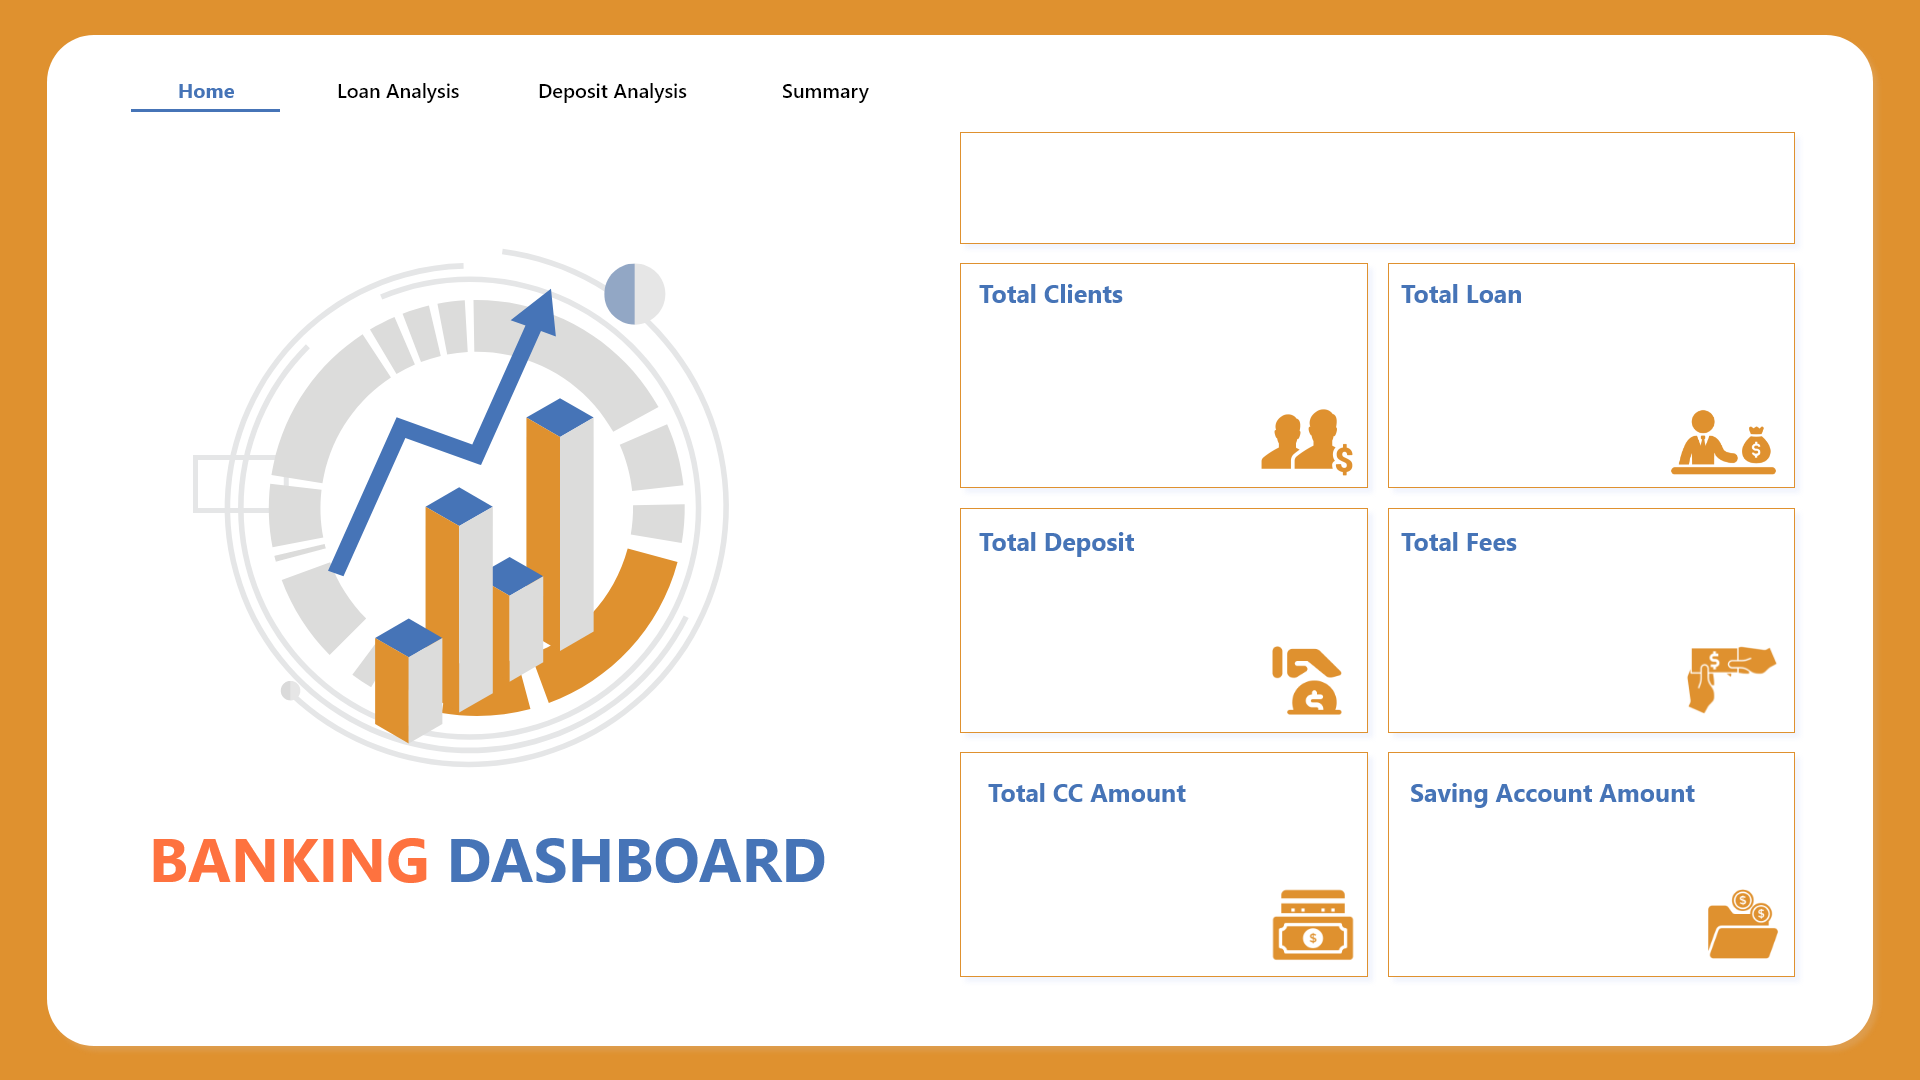 Home Loan Analysis Deposit Analysis Summary
Total Clients
Total Loan
$
$
Total Deposit
Total Fees
$
$
Total CC Amount
Saving Account Amount
$
$
$
BANKING DASHBOARD